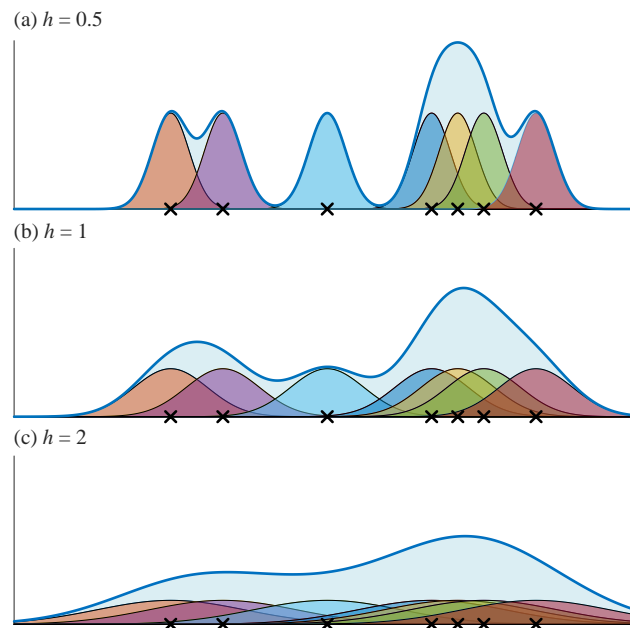 (a) h = 0.5
(b) h = 1
(c) h = 2